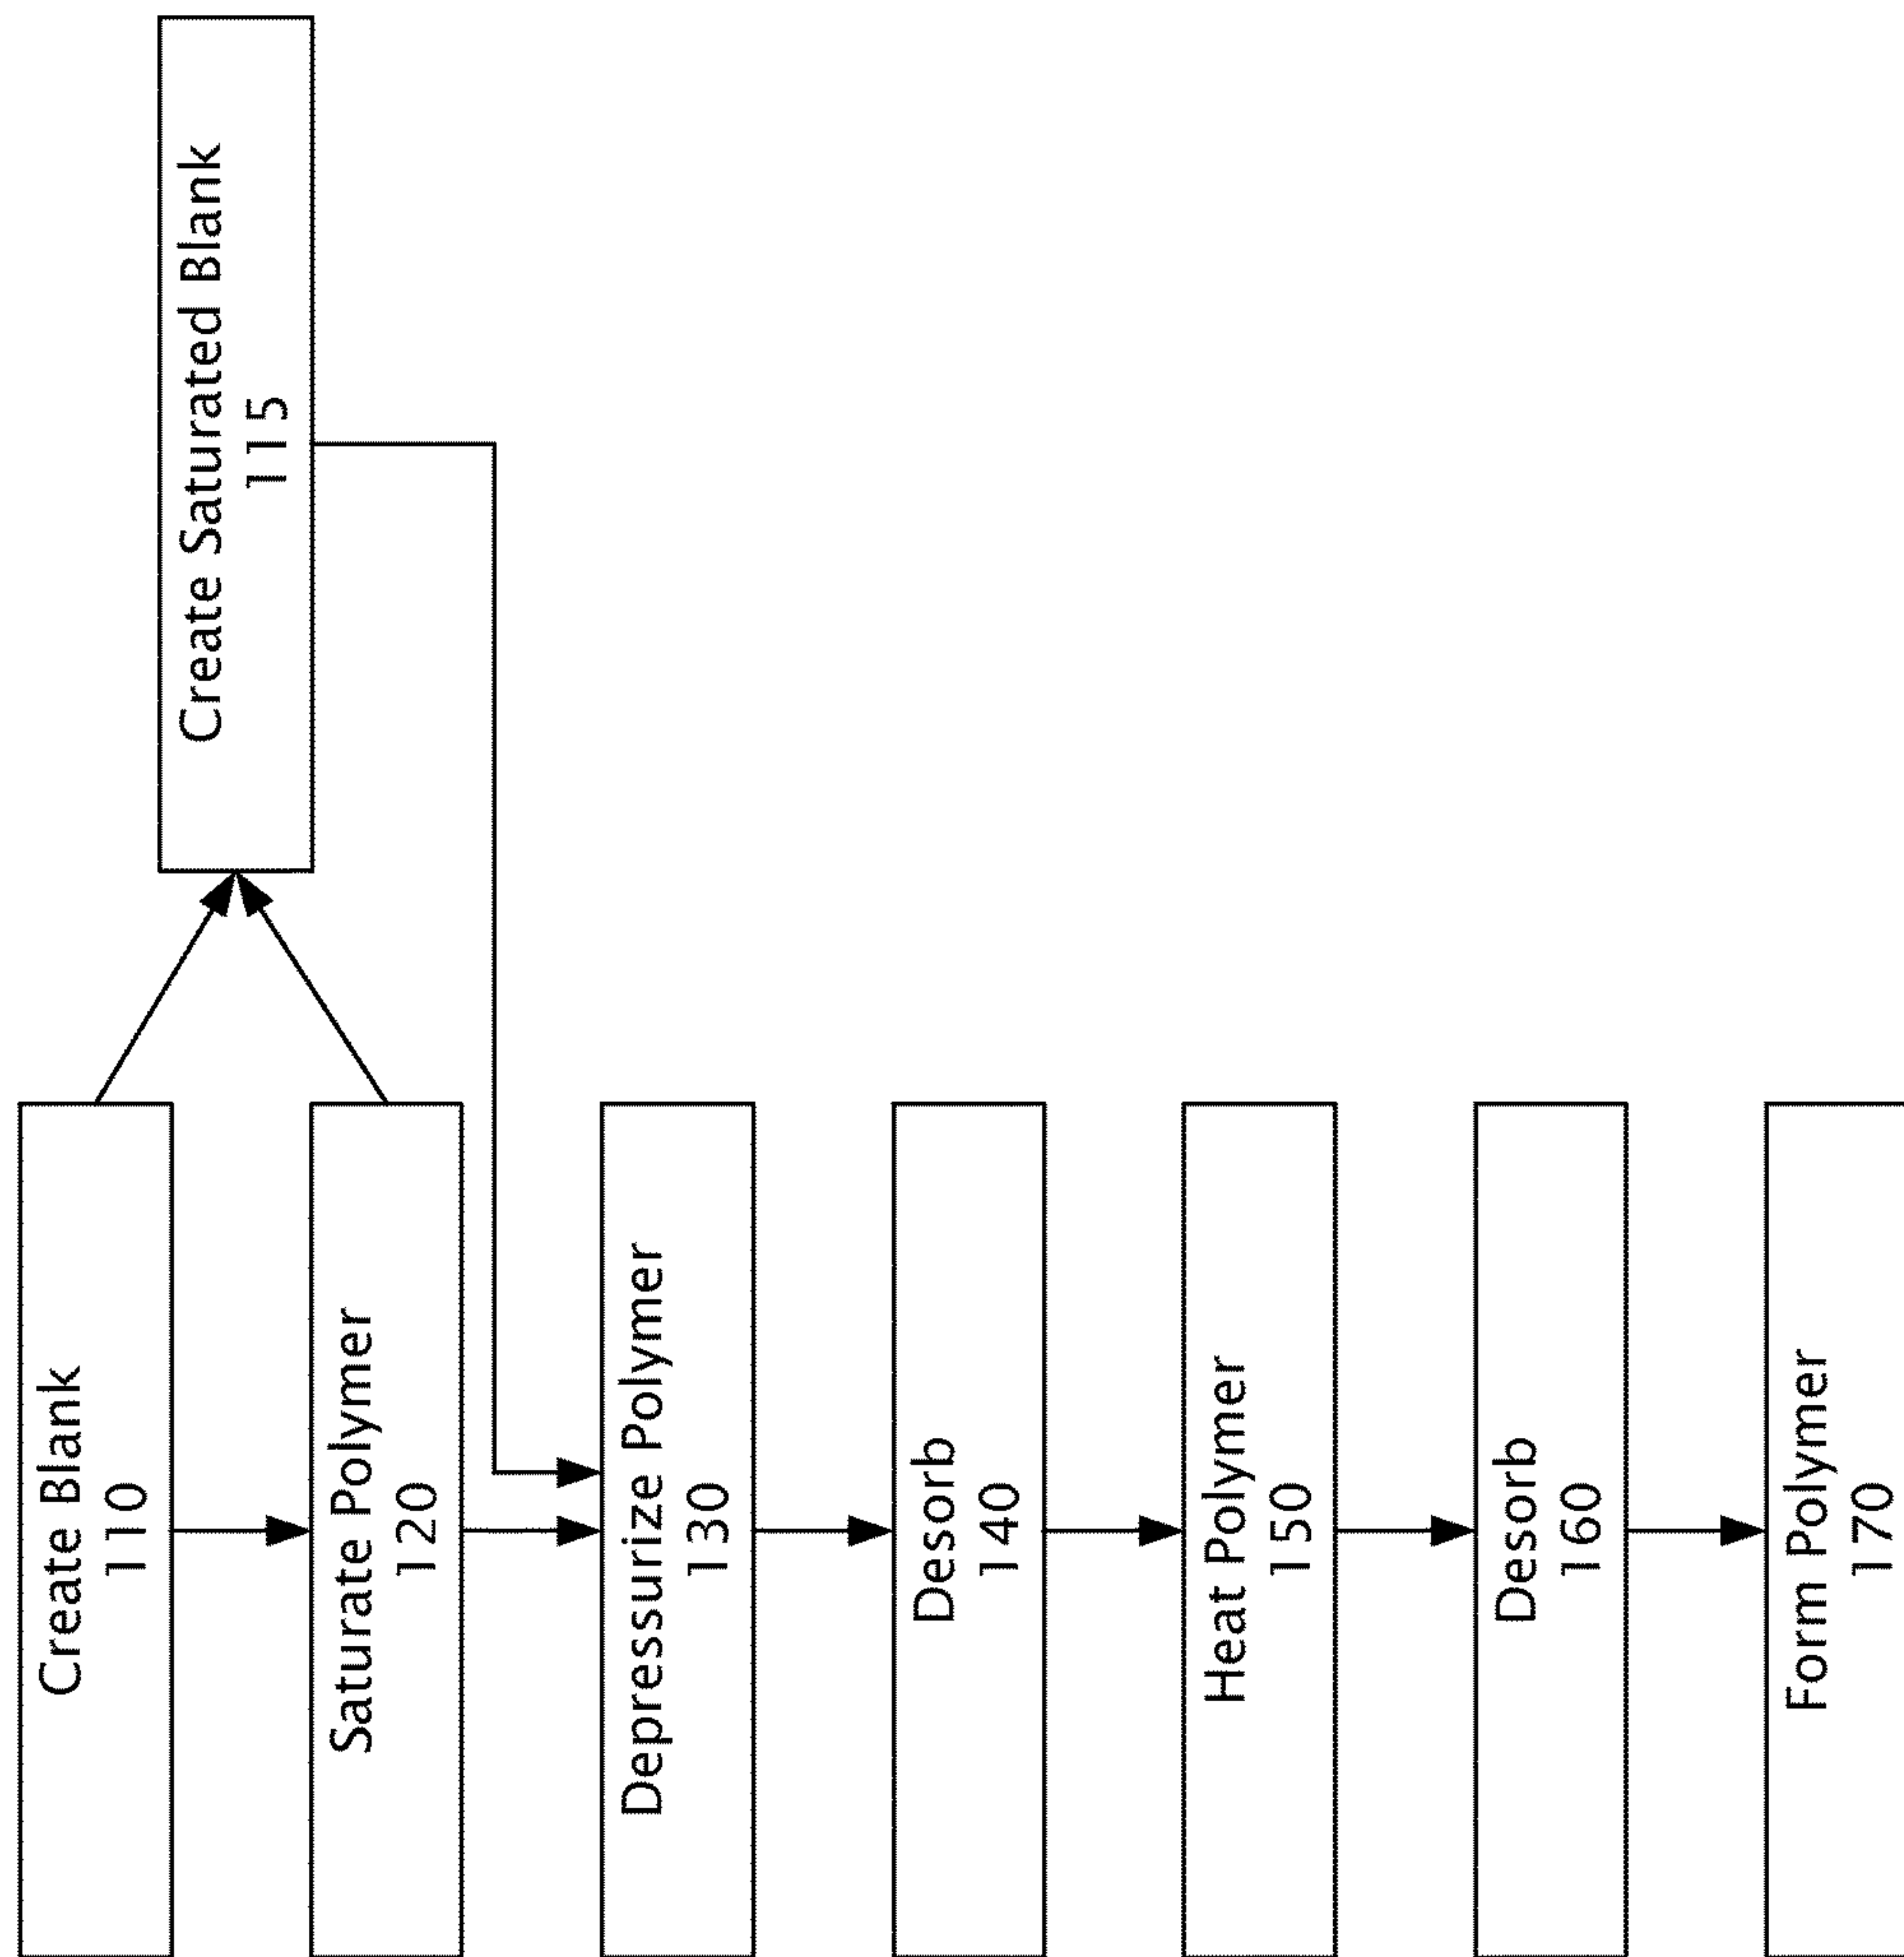 Create Blank
110
Create Saturated Blank
115
Saturate Polymer
120
Depressurize Polymer
130
Desorb
140
Heat Polymer
150
Desorb
160
Form Polymer
170